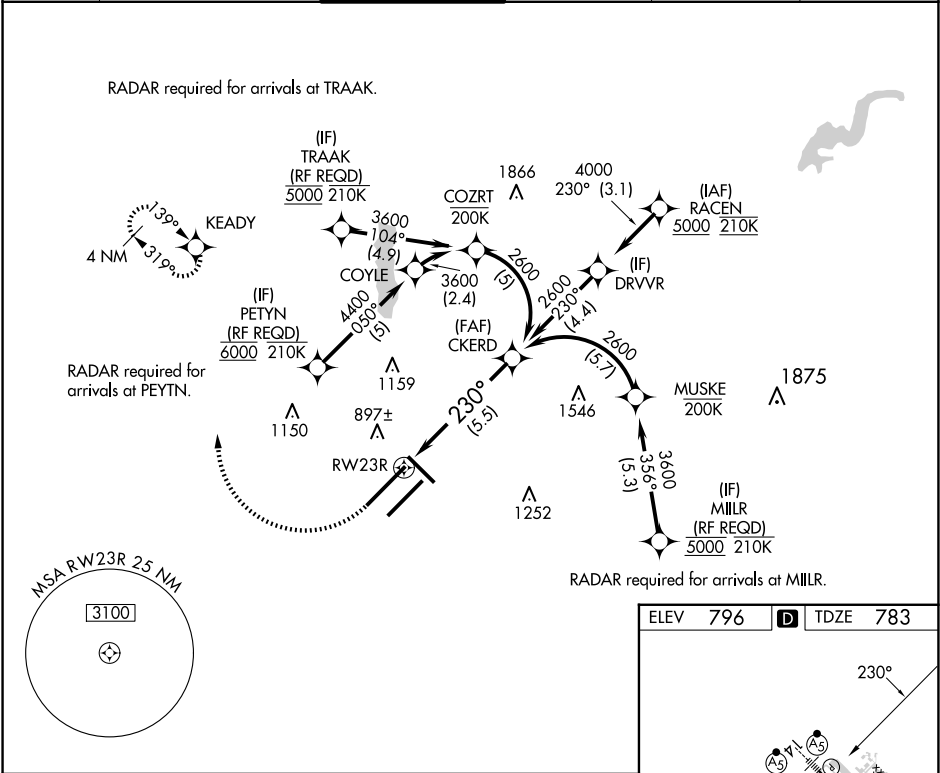 RADAR required for arrivals at TRAAK.
(IF)
TRAAK
(RF REQD)
5000 210K
139°
319°
4 NM
KEADY
3600
104°
(4.9)
COZRT
200K
1866
4000
230° (3.1)
(IAF)
RACEN
5000 210K
COYLE
3600
(2.4)
2600
(5)
(IF)
DRVVR
2600
230°
(4.4)
(IF)
PETYN
(RF REQD)
6000 210K
4400
050°
(5)
(FAF)
CKERD
2600
(5.7)
RADAR required for
arrivals at PEYTN.
1159
1150
897±
230°
(5.5)
1546
MUSKE
200K
1875
RW23R
1252
3600
356°
(5.3)
(IF)
MIILR
(RF REQD)
5000 210K
RADAR required for arrivals at MIILR.
MSA RW23R 25 NM
3100
ELEV 796 D TDZE 783
230°
A5
A5
14
P